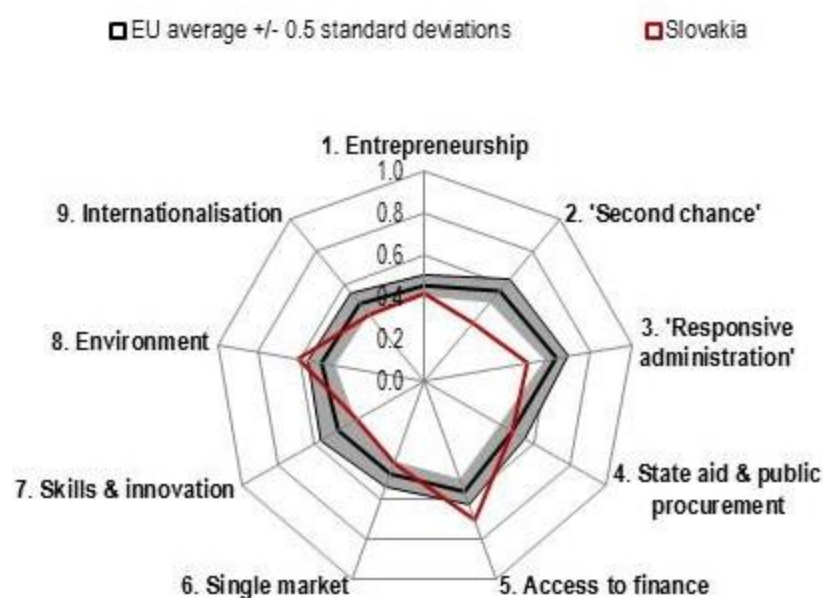 EU average +/- 0.5 standard deviations
Slovakia
1. Entrepreneurship
1.0
9. Internationalisation
0.8
2. 'Second chance'
0.6
0.4
8. Environment
3. 'Responsive
administration'
0.2
0.0
7. Skills & innovation
4. State aid & public
procurement
6. Single market
5. Access to finance